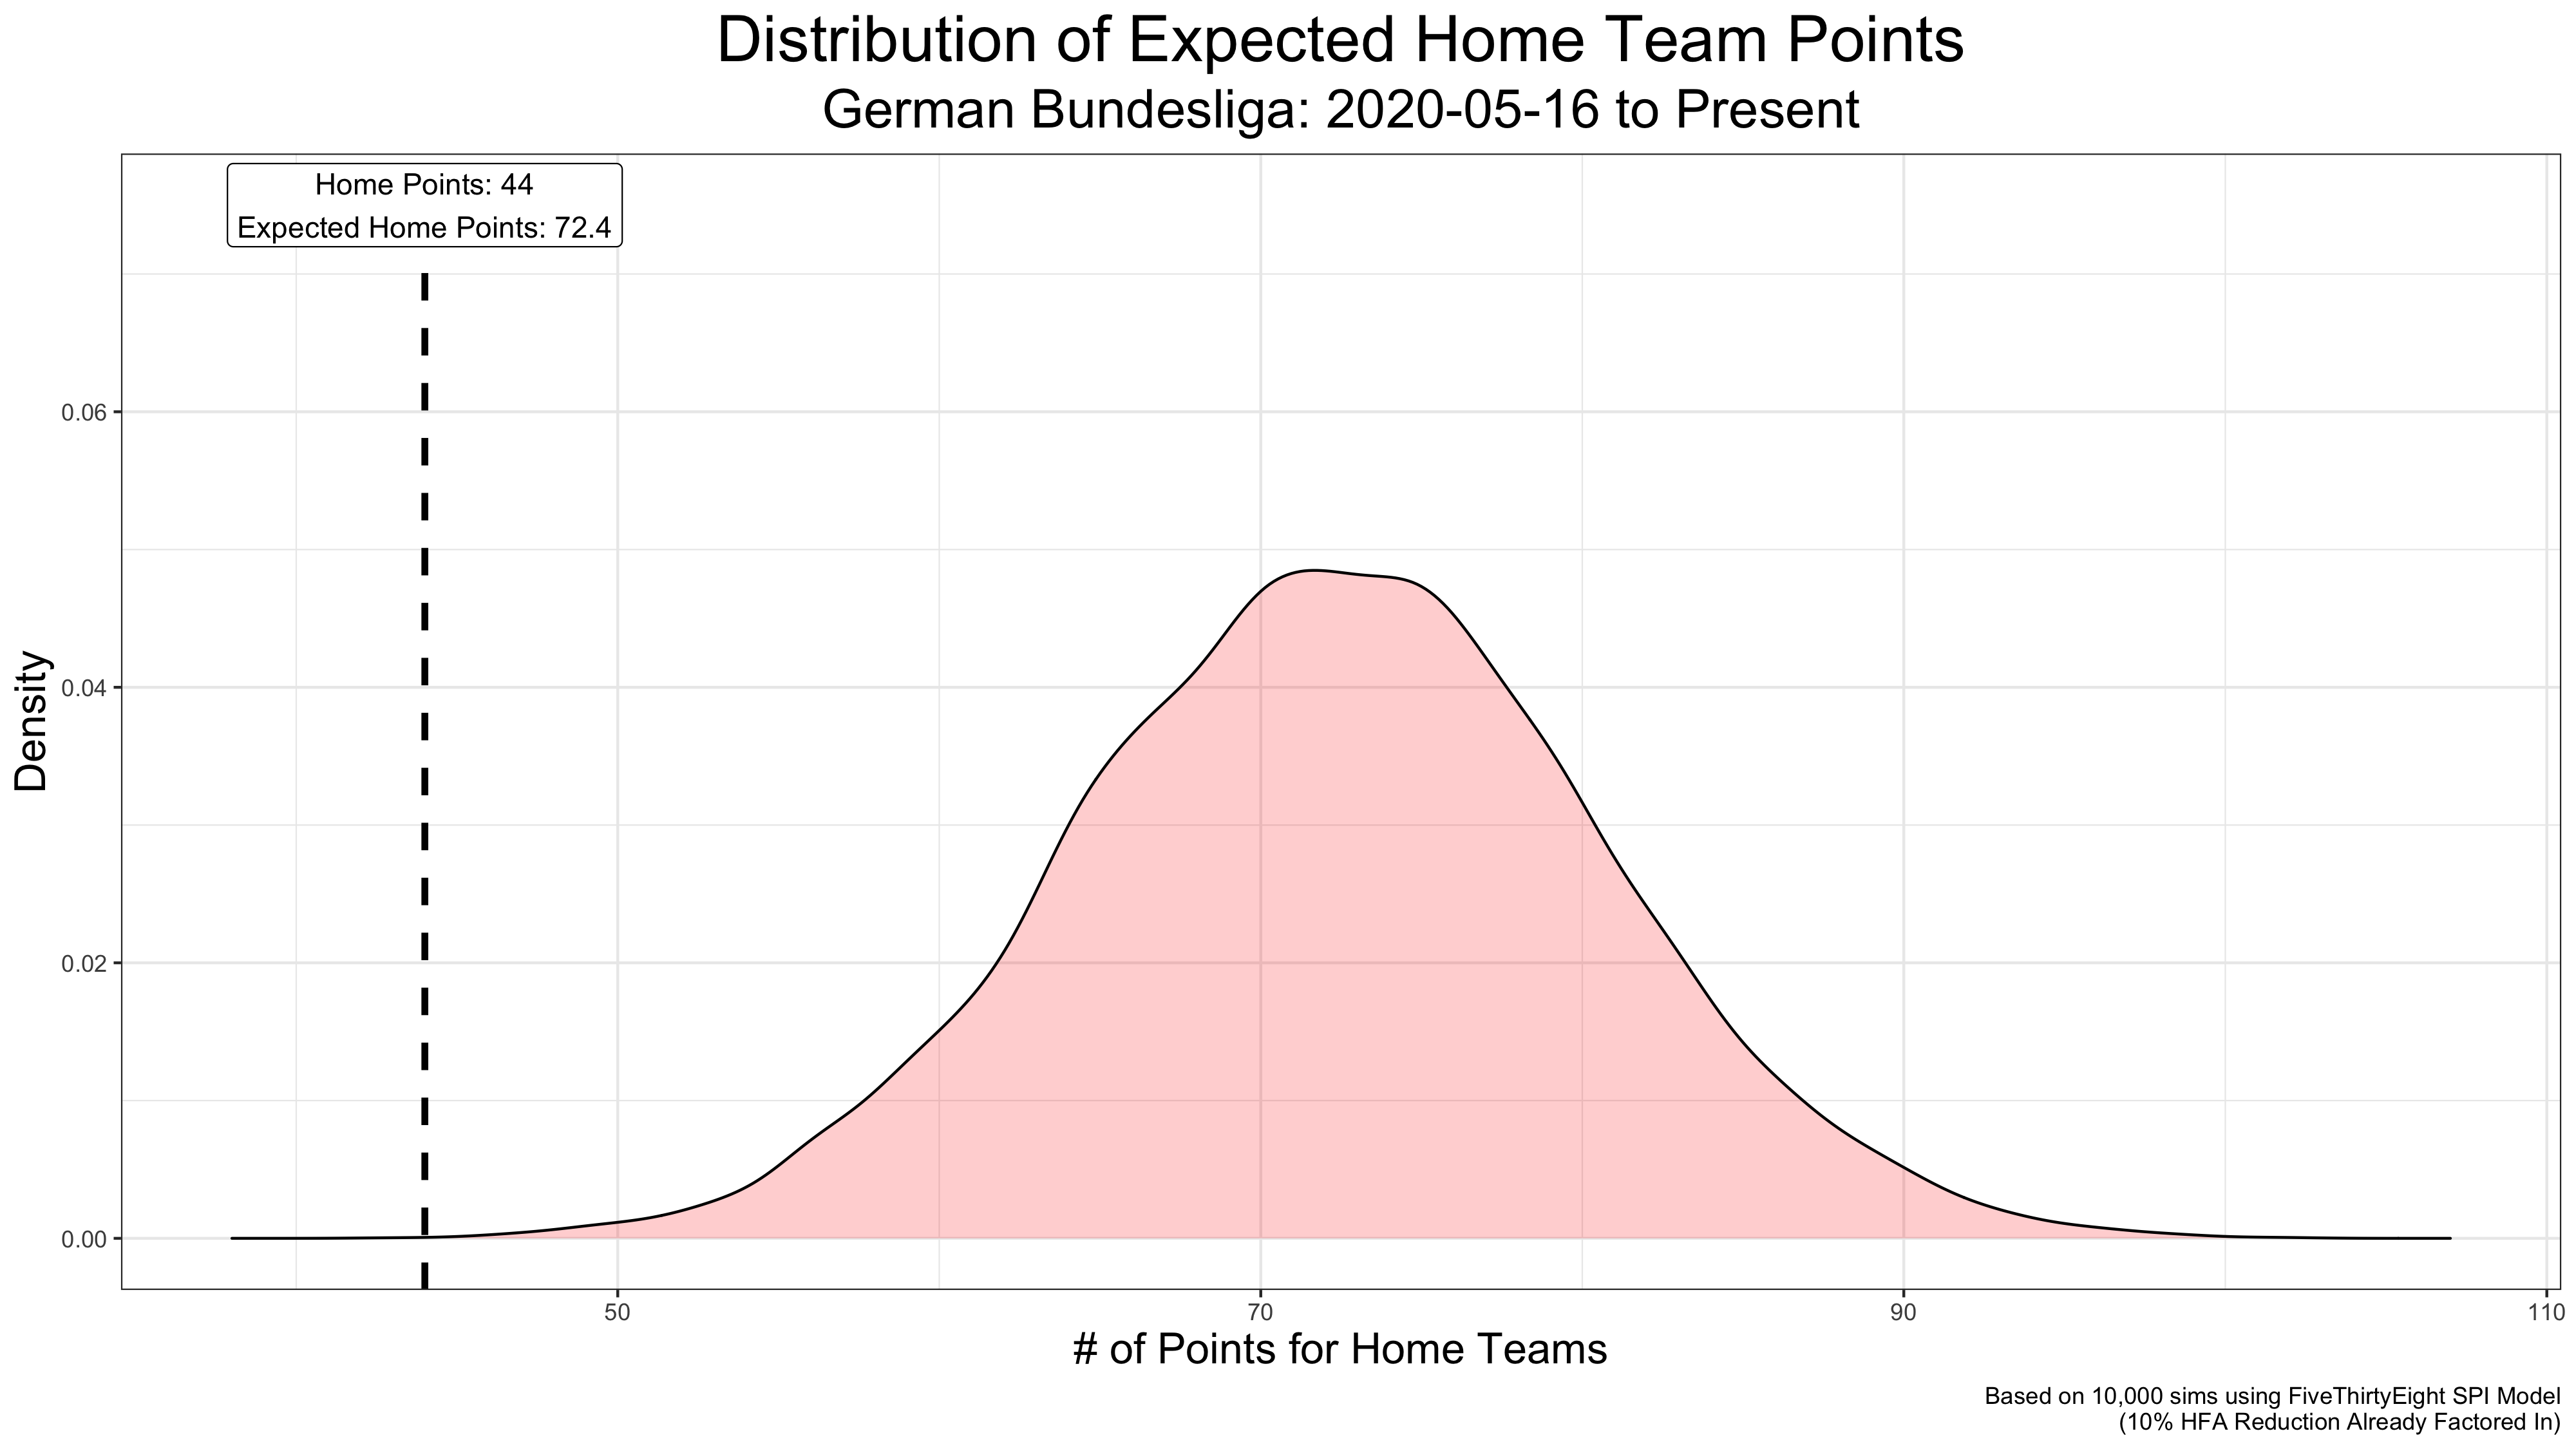 Distribution of Expected Home Team Points
German Bundesliga: 2020-05-16 to Present
Home Points: 44
Expected Home Points: 72.4
Density
0.06
0.04
0.02
0.00
50
70
90
110
# of Points for Home Teams
Based on 10,000 sims using FiveThirtyEight SPI Model
(10% HFA Reduction Already Factored In)